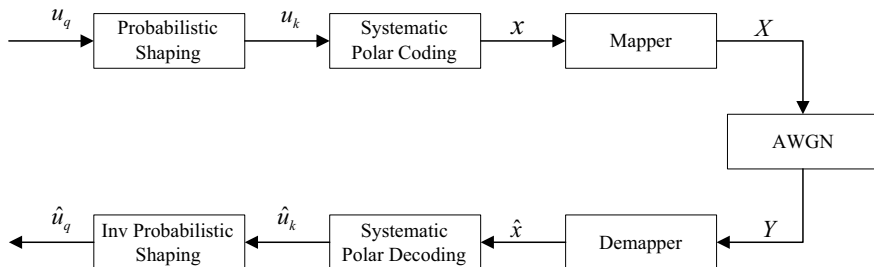 u_q
Probabilistic
Shaping
u_k
Systematic
Polar Coding
x
Mapper
X
AWGN
û_q
Inv Probabilistic
Shaping
û_k
Systematic
Polar Decoding
x̂
Demapper
Y